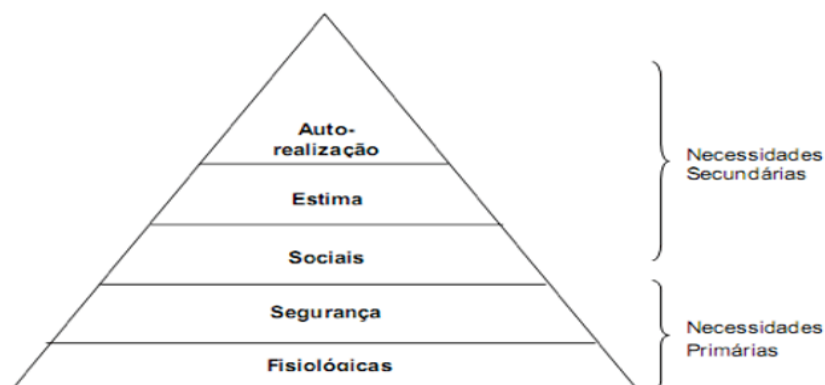 Auto-
realização
Estima
Sociais
Segurança
Fisiológicas
Necessidades
Secundárias
Necessidades
Primárias